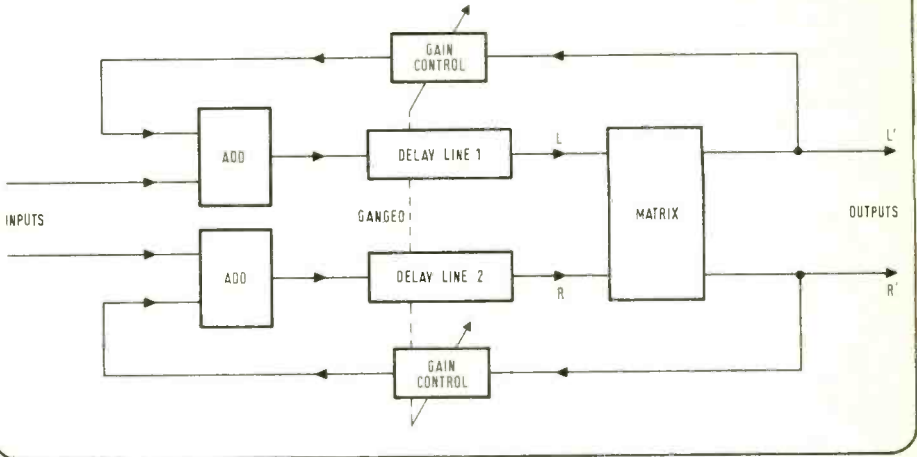 GAIN
CONTROL
ADD
DELAY LINE 1
L
L'
INPUTS
GANGED
MATRIX
OUTPUTS
ADD
DELAY LINE 2
R
R'
GAIN
CONTROL